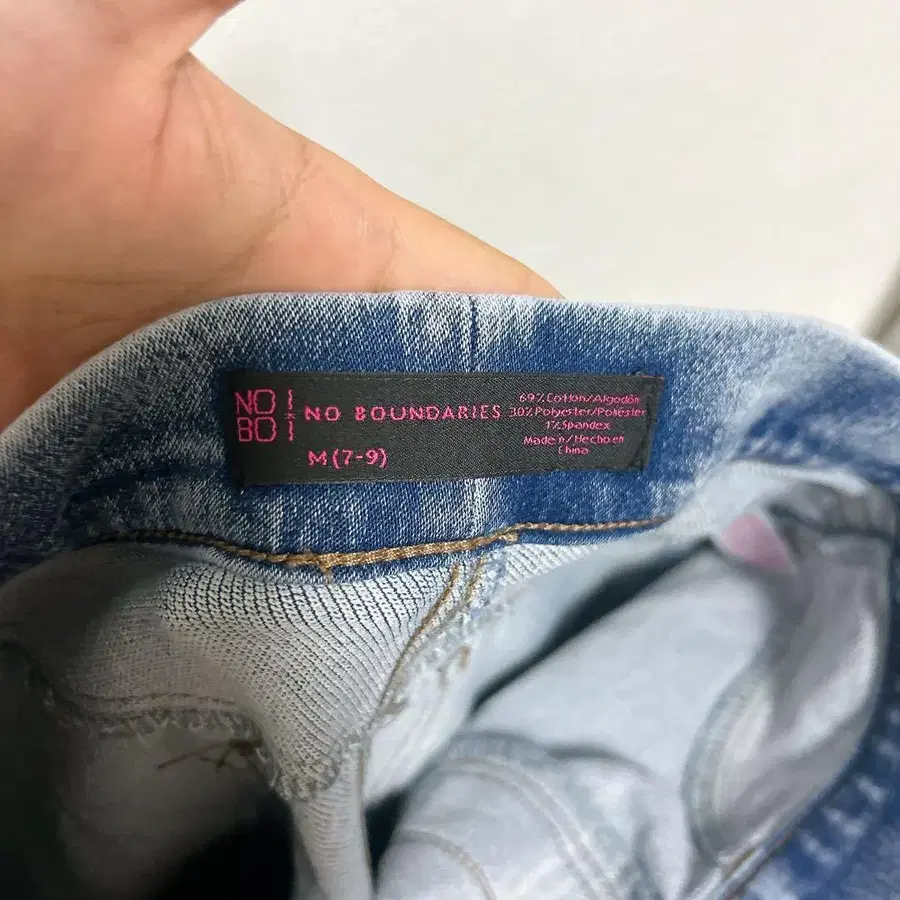 NO
BO
NO BOUNDARIES
M (7-9)
69% Cotton/Algodón
30% Polyester/Poliéster
1% Spandex
Made in/Hecho en
China